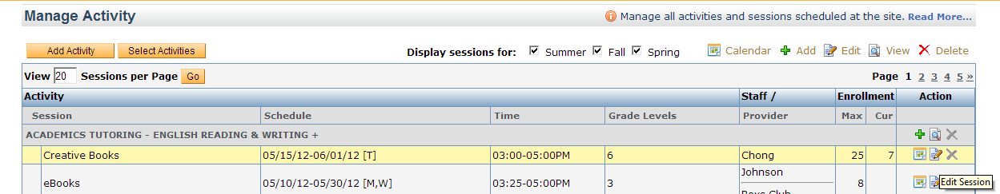 Manage Activity
Manage all activities and sessions scheduled at the site. Read More...
Add Activity Select Activities Display sessions for: Summer Fall Spring Calendar Add Edit View Delete
View 20 Sessions per Page Go Page 1 2 3 4 5 »
Activity Staff / Enrollment Action
Session Schedule Time Grade Levels Provider Max Cur
ACADEMICS TUTORING - ENGLISH READING & WRITING +
Creative Books 05/15/12-06/01/12 [T] 03:00-05:00PM 6 Chong 25 7
eBooks 05/10/12-05/30/12 [M,W] 03:25-05:00PM 3 Johnson 8 Edit Session
Boys Club